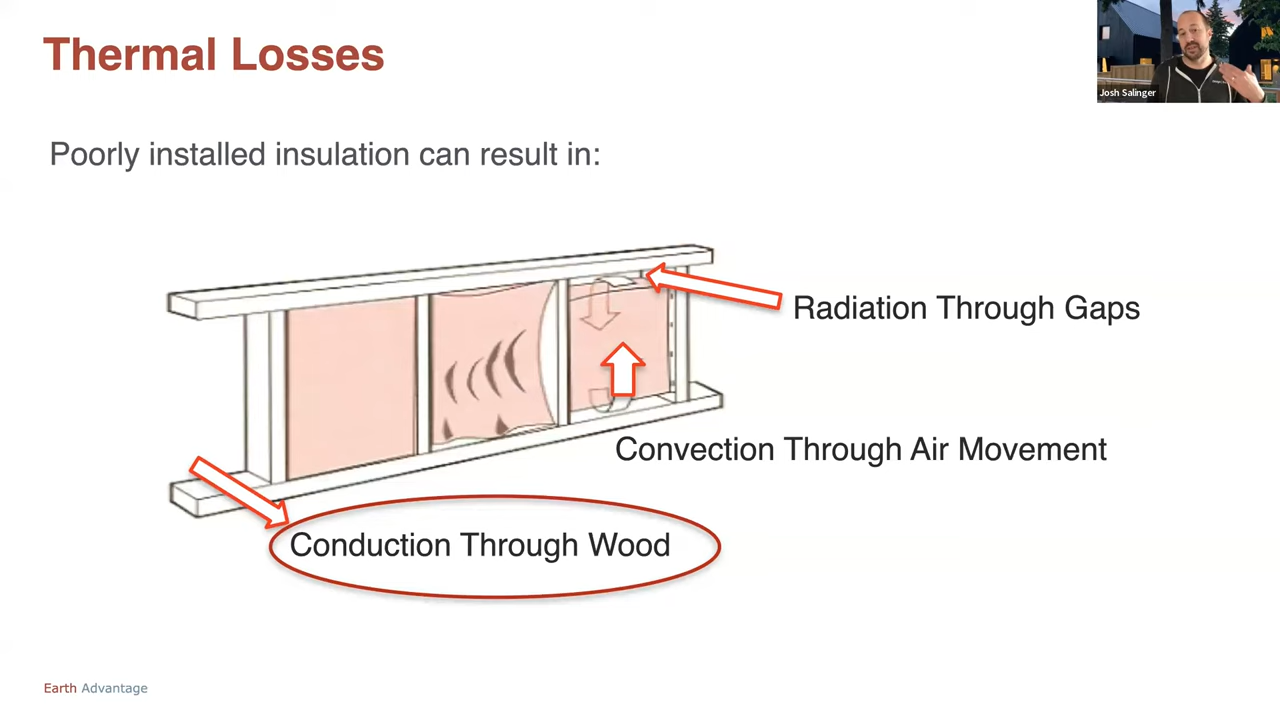 Thermal Losses
Josh Salinger
Poorly installed insulation can result in:
Radiation Through Gaps
Convection Through Air Movement
Conduction Through Wood
Earth Advantage